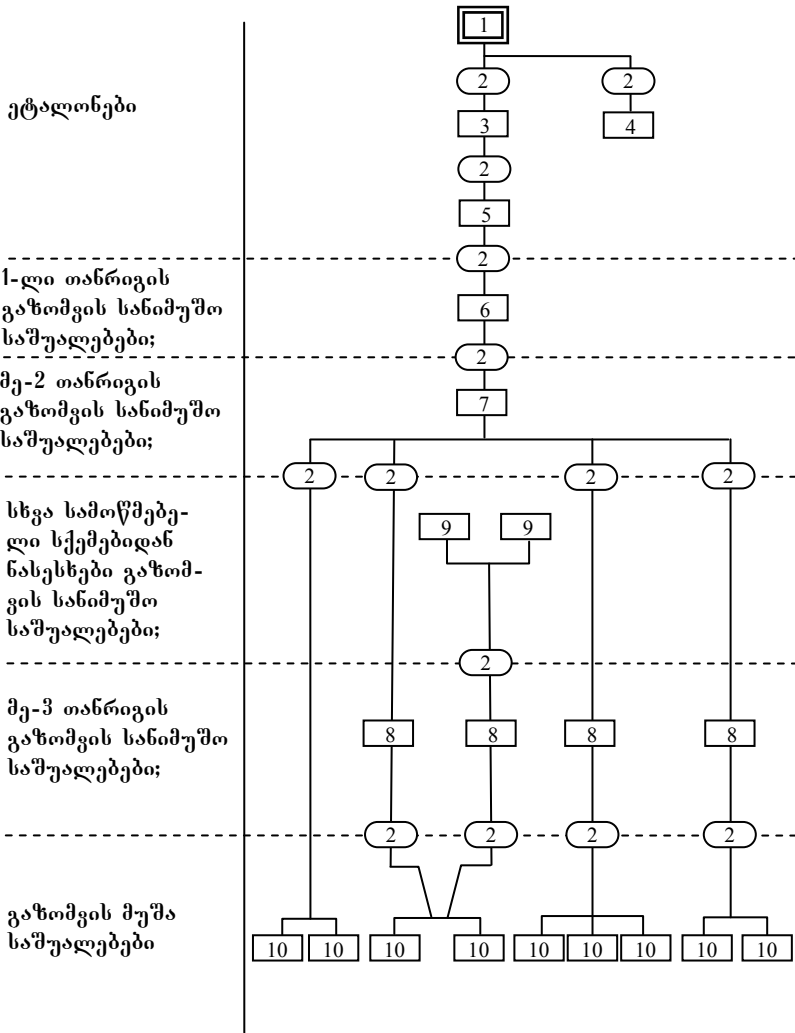 1
2 2
ეტალონები
3 4
2
5
2
1-ლი თანრიგის
გაზომვის სანიმუშო
საშუალებები;
6
2
მე-2 თანრიგის
გაზომვის სანიმუშო
საშუალებები;
7
2 2 2 2
სხვა სამოწმებე-
ლი სქემებიდან
ნასესხები გაზომ-
ვის სანიმუშო
საშუალებები;
9 9
2
მე-3 თანრიგის
გაზომვის სანიმუშო
საშუალებები;
8 8 8 8
2 2 2 2
გაზომვის მუშა
საშუალებები
10 10 10 10 10 10 10 10 10